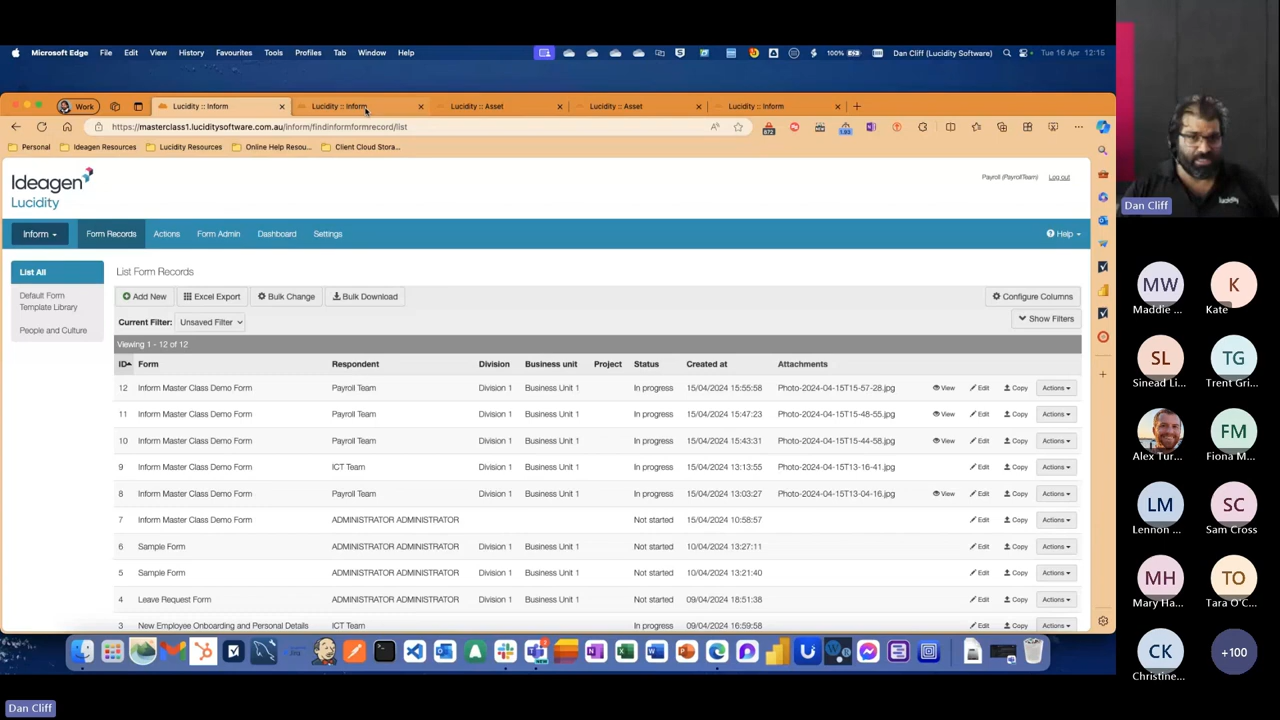 Microsoft Edge File Edit View History Favourites Tools Profiles Tab Window Help 100% Dan Cliff (Lucidity Software) Tue 16 Apr 12:15
Work Lucidity :: Inform Lucidity :: Inform Lucidity :: Asset Lucidity :: Asset Lucidity :: Inform
https://masterclass1.luciditysoftware.com.au/inform/findinformformrecord/list
Personal Ideagen Resources Lucidity Resources Online Help Resou... Client Cloud Stora...
Ideagen
Lucidity
Payroll (PayrollTeam) Log out
Inform Form Records Actions Form Admin Dashboard Settings Help
List All
Default Form
Template Library
People and Culture
List Form Records
Add New Excel Export Bulk Change Bulk Download Configure Columns
Current Filter: Unsaved Filter Show Filters
Viewing 1 - 12 of 12
ID Form Respondent Division Business unit Project Status Created at Attachments
12 Inform Master Class Demo Form Payroll Team Division 1 Business Unit 1 In progress 15/04/2024 15:55:58 Photo-2024-04-15T15-57-28.jpg View Edit Copy Actions
11 Inform Master Class Demo Form Payroll Team Division 1 Business Unit 1 In progress 15/04/2024 15:47:23 Photo-2024-04-15T15-48-55.jpg View Edit Copy Actions
10 Inform Master Class Demo Form Payroll Team Division 1 Business Unit 1 In progress 15/04/2024 15:43:31 Photo-2024-04-15T15-44-58.jpg View Edit Copy Actions
9 Inform Master Class Demo Form ICT Team Division 1 Business Unit 1 In progress 15/04/2024 13:13:55 Photo-2024-04-15T13-16-41.jpg Edit Copy Actions
8 Inform Master Class Demo Form Payroll Team Division 1 Business Unit 1 In progress 15/04/2024 13:03:27 Photo-2024-04-15T13-04-16.jpg View Edit Copy Actions
7 Inform Master Class Demo Form ADMINISTRATOR ADMINISTRATOR Division 1 Business Unit 1 Not started 15/04/2024 10:58:57 Edit Copy Actions
6 Sample Form ADMINISTRATOR ADMINISTRATOR Division 1 Business Unit 1 Not started 10/04/2024 13:27:11 Edit Copy Actions
5 Sample Form ADMINISTRATOR ADMINISTRATOR Division 1 Business Unit 1 Not started 10/04/2024 13:21:40 Edit Copy Actions
4 Leave Request Form ADMINISTRATOR ADMINISTRATOR Division 1 Business Unit 1 Not started 09/04/2024 18:51:38 Edit Copy Actions
3 New Employee Onboarding and Personal Details ICT Team Division 1 Business Unit 1 In progress 09/04/2024 16:59:58 Edit Copy Actions
Dan Cliff
lucidity
Dan Cliff
MW K
Maddie ... Kate
SL TG
Sinead Li... Trent Gri...
FM
Alex Tur... Fiona M...
LM SC
Lennon ... Sam Cross
MH TO
Mary Ha... Tara O'C...
CK +100
Christine...